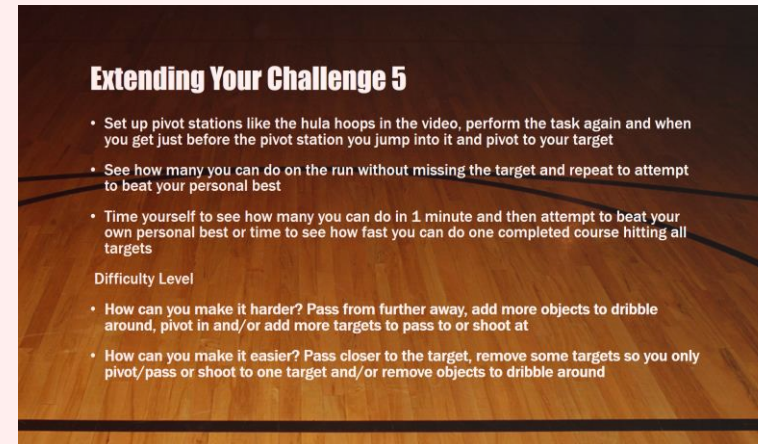 Extending Your Challenge 5
• Set up pivot stations like the hula hoops in the video, perform the task again and when
you get just before the pivot station you jump into it and pivot to your target
• See how many you can do on the run without missing the target and repeat to attempt
to beat your personal best
• Time yourself to see how many you can do in 1 minute and then attempt to beat your
own personal best or time to see how fast you can do one completed course hitting all
targets
Difficulty Level
• How can you make it harder? Pass from further away, add more objects to dribble
around, pivot in and/or add more targets to pass to or shoot at
• How can you make it easier? Pass closer to the target, remove some targets so you only
pivot/pass or shoot to one target and/or remove objects to dribble around